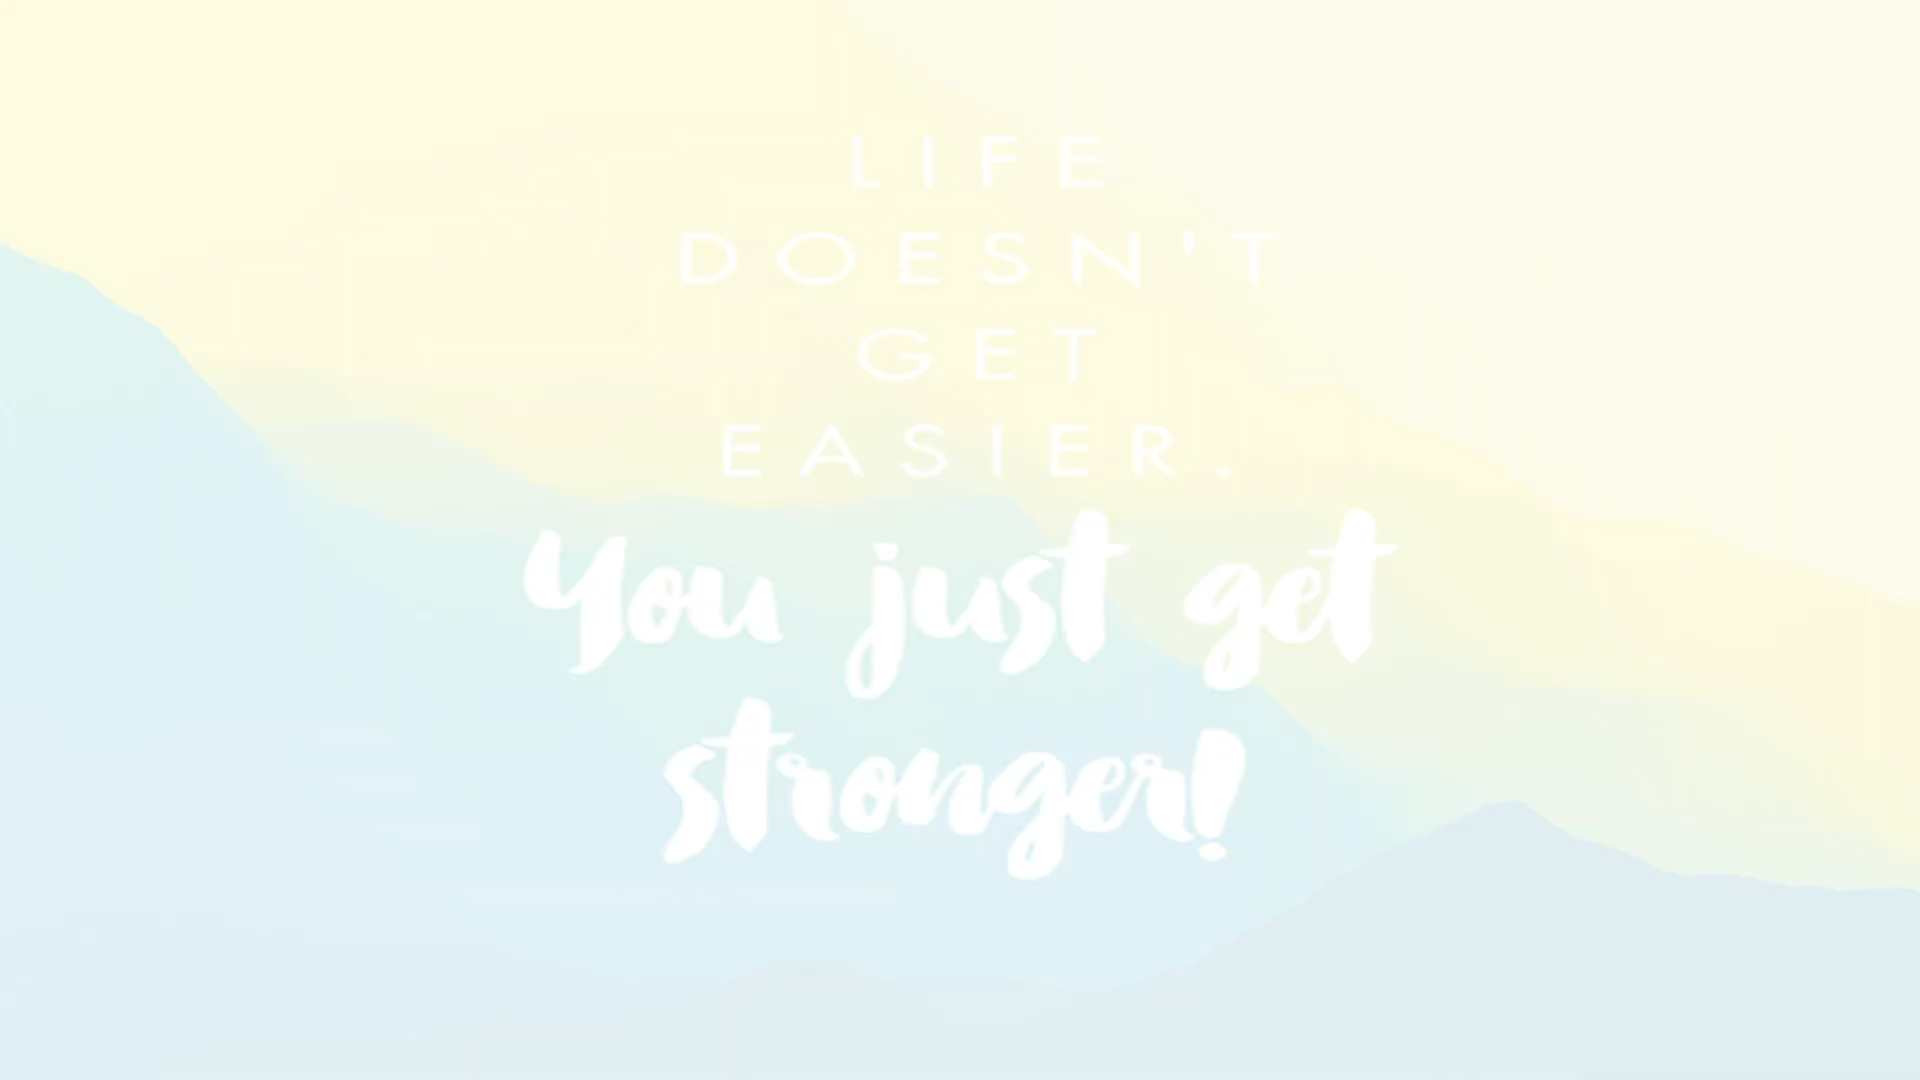 LIFE
DOESN'T
GET
EASIER.
You just get
stronger!